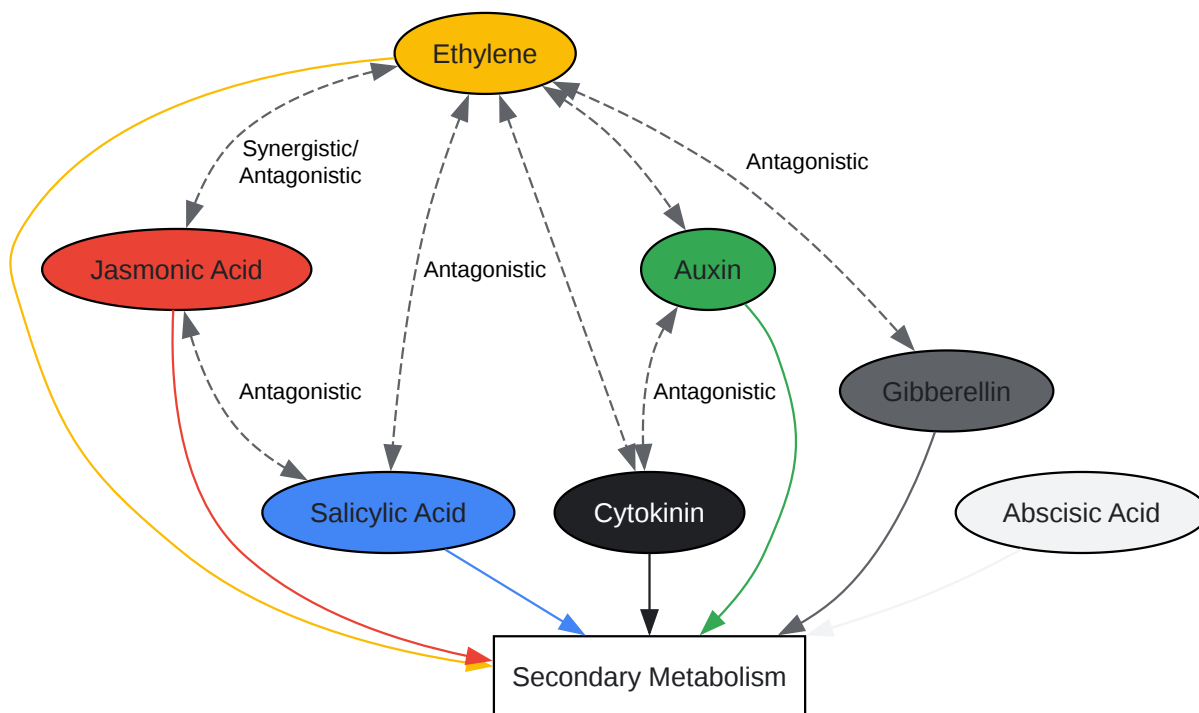 Ethylene
Synergistic/
Antagonistic
Antagonistic
Jasmonic Acid
Antagonistic
Auxin
Antagonistic
Antagonistic
Gibberellin
Salicylic Acid
Cytokinin
Abscisic Acid
Secondary Metabolism